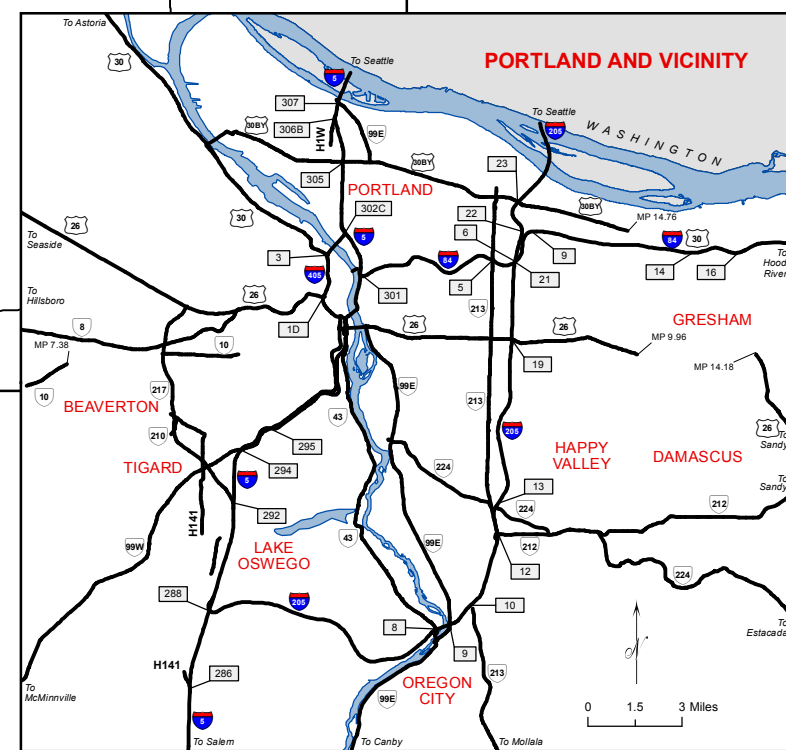 To Astoria
30
To Seattle
5
PORTLAND AND VICINITY
307
306B
H1W
99E
30BY
To Seattle
205
WASHINGTON
30BY
23
305
PORTLAND
302C
22
6
30BY
MP 14.76
26
To
Seaside
30
5
84
30
9
3
405
84
5
21
14
16
To
Hood
River
To
Hillsboro
26
301
213
1D
8
MP 7.38
10
26
26
GRESHAM
MP 9.96
19
MP 14.18
10
217
BEAVERTON
99E
213
43
210
205
26
To
Sandy
295
TIGARD
294
5
224
HAPPY
VALLEY
DAMASCUS
13
To
Sandy
292
H141
224
212
99W
LAKE
OSWEGO
43
99E
212
12
224
288
205
10
8
9
To
Estacada
N
H141
286
OREGON
CITY
213
To
McMinnville
99E
0 1.5 3 Miles
5
To Salem
To Canby
To Mollala